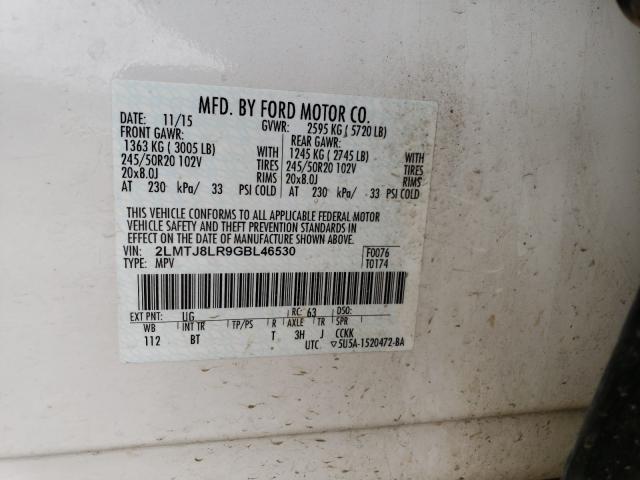 MFD. BY FORD MOTOR CO.
DATE: 11/15 GVWR: 2595 KG ( 5720 LB)
FRONT GAWR: REAR GAWR:
1363 KG ( 3005 LB) WITH 1245 KG ( 2745 LB) WITH
245/50R20 102V TIRES 245/50R20 102V TIRES
20x8.0J RIMS 20x8.0J RIMS
AT 230 kPa/ 33 PSI COLD AT 230 kPa/ 33 PSI COLD
THIS VEHICLE CONFORMS TO ALL APPLICABLE FEDERAL MOTOR
VEHICLE SAFETY AND THEFT PREVENTION STANDARDS IN
EFFECT ON THE DATE OF MANUFACTURE SHOWN ABOVE.
VIN: 2LMTJ8LR9GBL46530 F0076
TYPE: MPV T0174
EXT PNT: UG RC: 63 DSO:
WB INT TR TP/PS R AXLE TR SPR
112 BT T 3H J CCKK
UTC ▽5U5A-1520472-BA